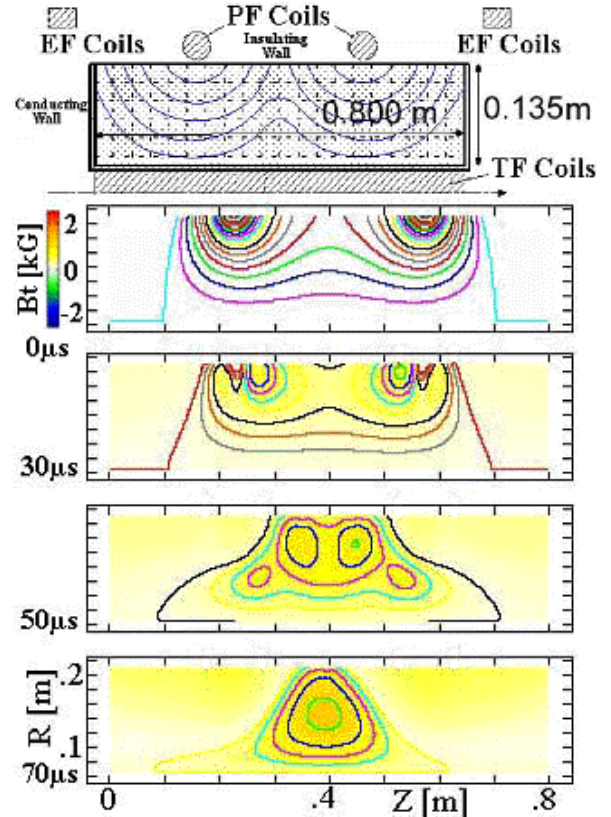 PF Coils
EF Coils
Insulating
Wall
EF Coils
Conducting
Wall
0.800 m
0.135m
TF Coils
Bt [kG]
2
0
-2
0μs
30μs
50μs
R [m]
.2
.1
70μs
0
.4
Z [m]
.8